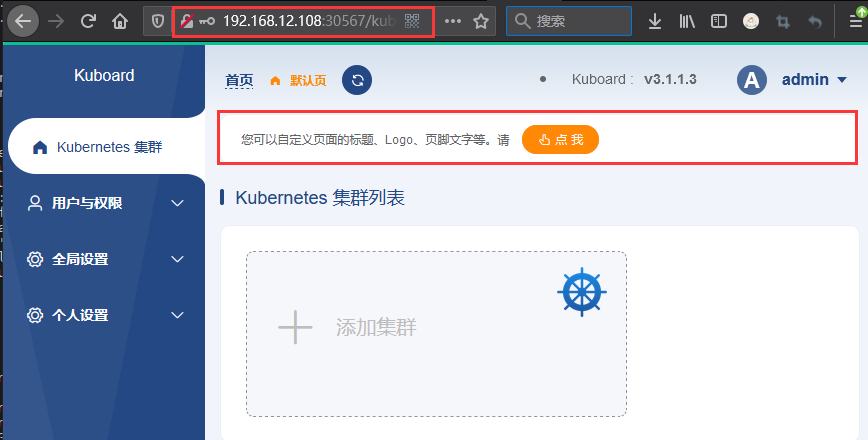 192.168.12.108:30567/kub
搜索
Kuboard
首页 默认页
Kuboard : v3.1.1.3
A admin
您可以自定义页面的标题、Logo、页脚文字等。请 点 我
Kubernetes 集群
Kubernetes 集群列表
用户与权限
全局设置
添加集群
个人设置